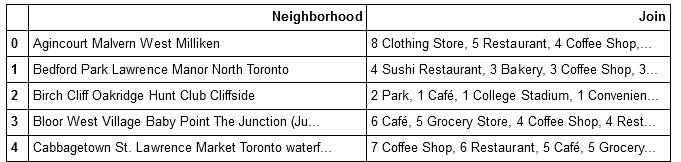 Neighborhood Join
0 Agincourt Malvern West Milliken 8 Clothing Store, 5 Restaurant, 4 Coffee Shop,...
1 Bedford Park Lawrence Manor North Toronto 4 Sushi Restaurant, 3 Bakery, 3 Coffee Shop, 3...
2 Birch Cliff Oakridge Hunt Club Cliffside 2 Park, 1 Café, 1 College Stadium, 1 Convenien...
3 Bloor West Village Baby Point The Junction (Ju... 6 Café, 5 Grocery Store, 4 Coffee Shop, 4 Rest...
4 Cabbagetown St. Lawrence Market Toronto waterf... 7 Coffee Shop, 6 Restaurant, 5 Café, 5 Grocery...